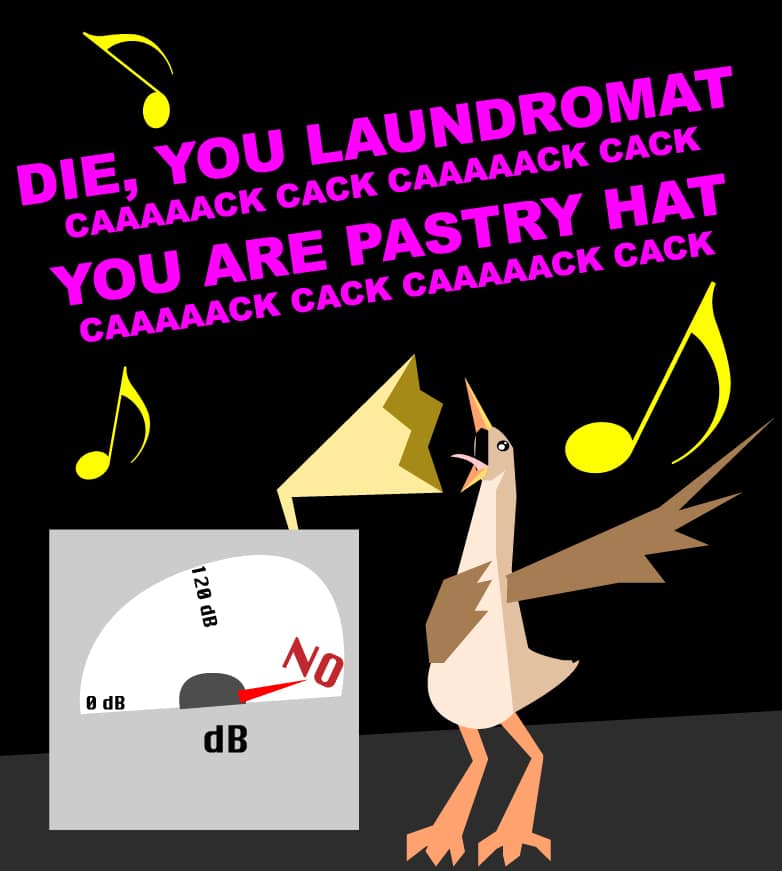 DIE, YOU LAUNDROMAT
CAAAAACK CACK CAAAAACK CACK
YOU ARE PASTRY HAT
CAAAAACK CACK CAAAAACK CACK
120 dB
NO
0 dB
dB